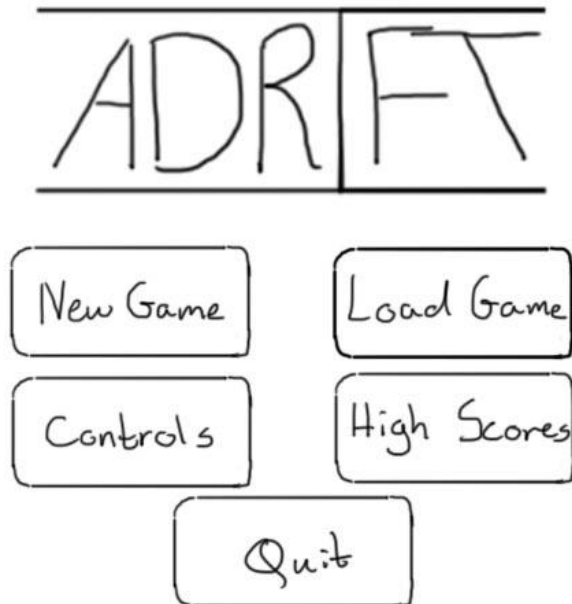 ADRIFT
New Game
Load Game
Controls
High Scores
Quit